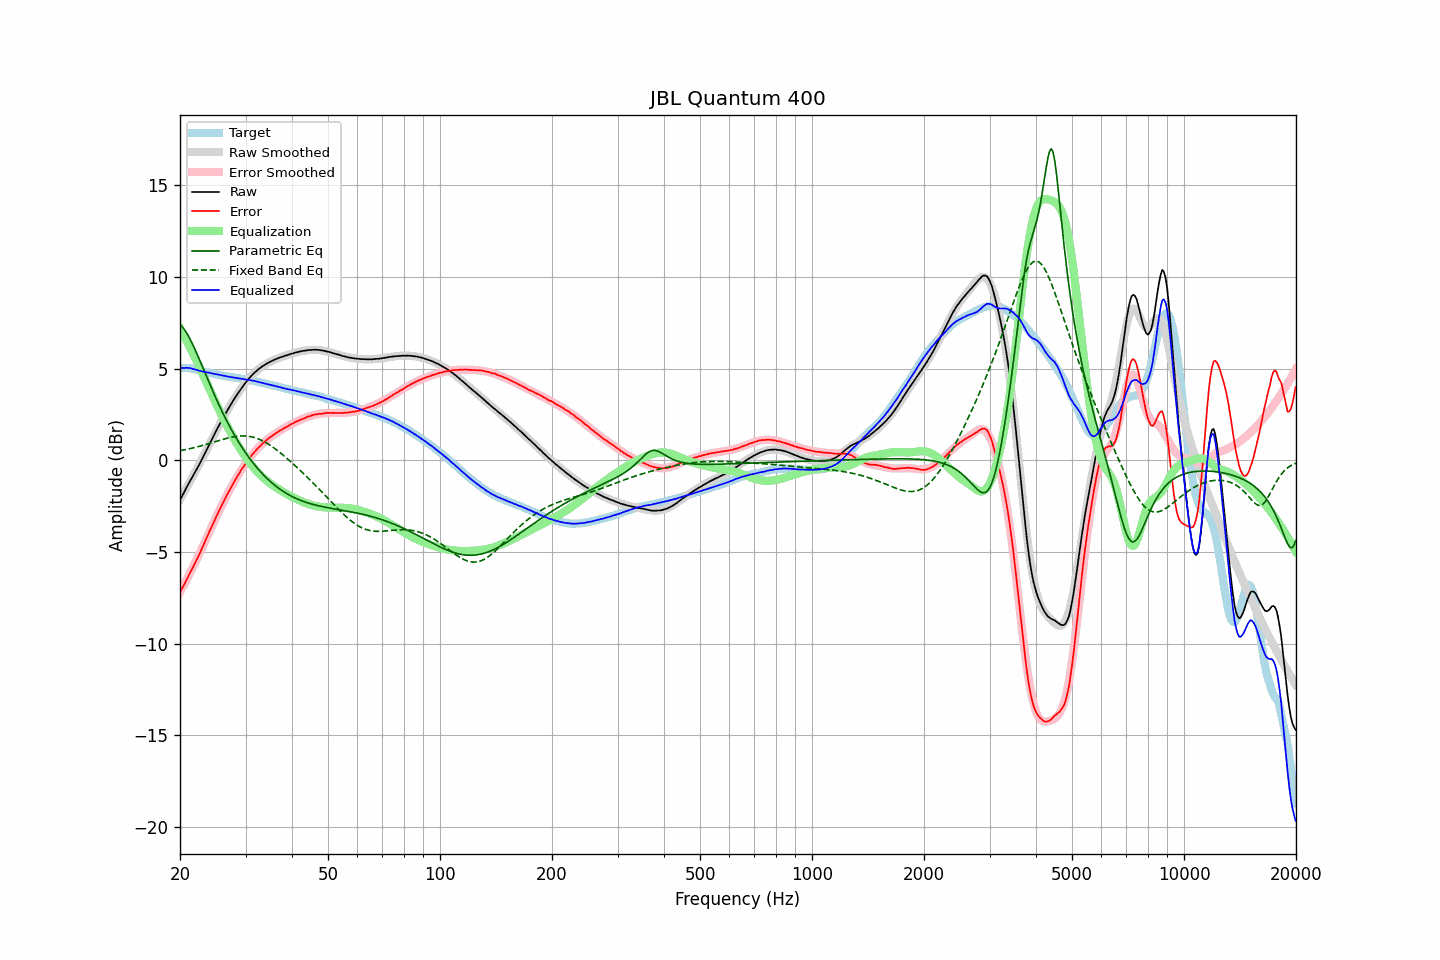 JBL Quantum 400
Target
Raw Smoothed
Error Smoothed
Raw
Error
Equalization
Parametric Eq
Fixed Band Eq
Equalized
15
10
5
0
−5
−10
−15
−20
Amplitude (dBr)
20 50 100 200 500 1000 2000 5000 10000 20000
Frequency (Hz)